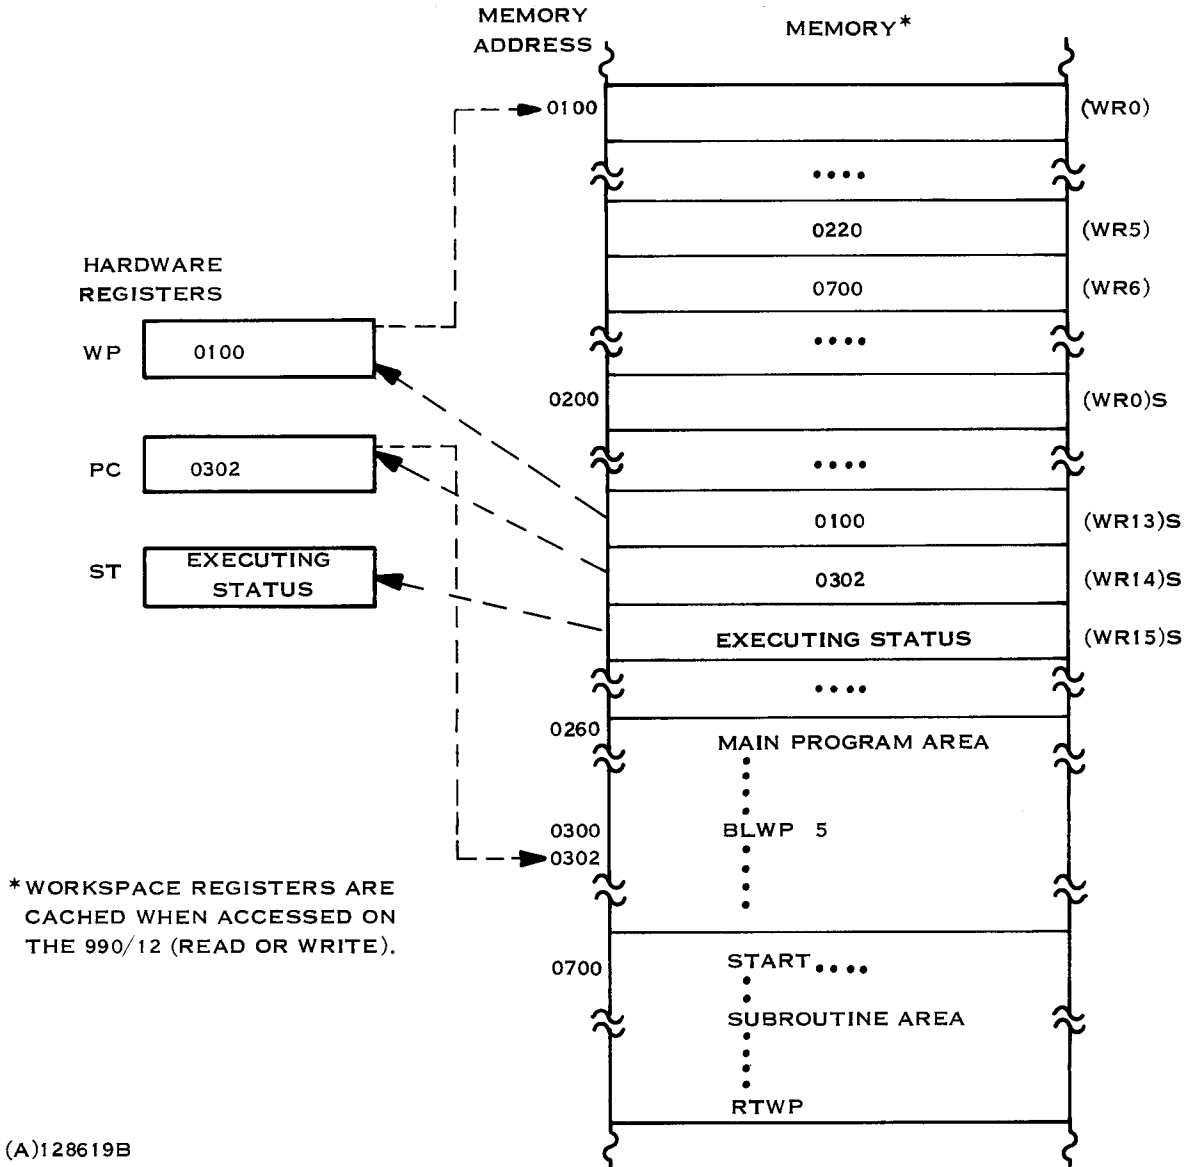 MEMORY
ADDRESS
MEMORY*
0100
(WR0)
....
0220
(WR5)
HARDWARE
REGISTERS
0700
(WR6)
WP
0100
....
0200
(WR0)S
PC
0302
....
0100
(WR13)S
ST
EXECUTING
STATUS
0302
(WR14)S
EXECUTING STATUS
(WR15)S
....
0260
MAIN PROGRAM AREA
0300
BLWP 5
0302
*WORKSPACE REGISTERS ARE
CACHED WHEN ACCESSED ON
THE 990/12 (READ OR WRITE).
0700
START....
SUBROUTINE AREA
RTWP
(A)128619B